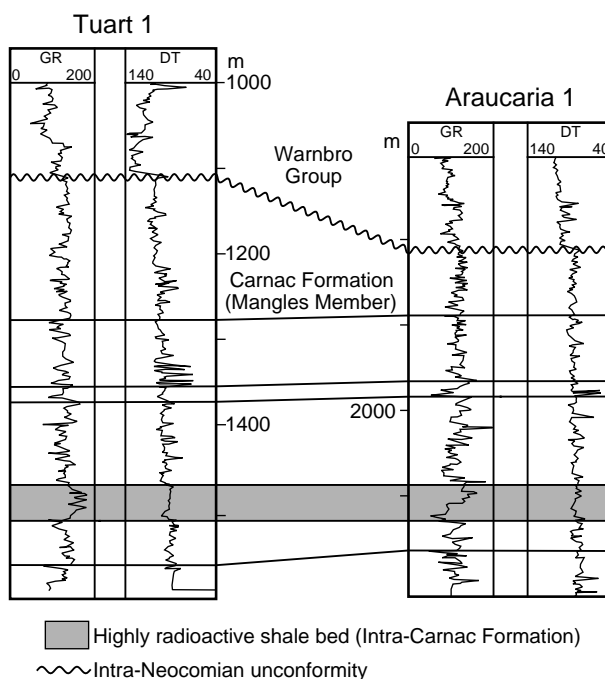 Tuart 1
GR
DT
m
0
200
140
40
1000
Araucaria 1
m
GR
DT
0
200
140
40
Warnbro
Group
1200
Carnac Formation
(Mangles Member)
1400
2000
Highly radioactive shale bed (Intra-Carnac Formation)
Intra-Neocomian unconformity